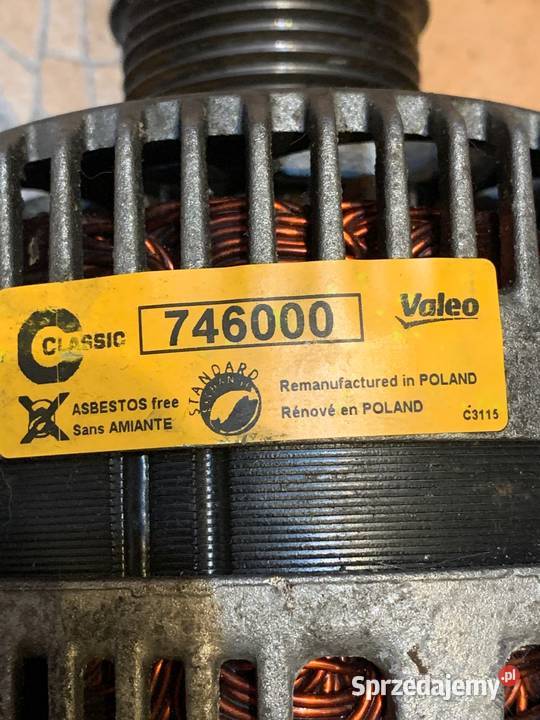 C CLASSIC
746000
Valeo
ASBESTOS free
Sans AMIANTE
STANDARD
Remanufactured in POLAND
Rénové en POLAND
C3115
Sprzedajemy.pl